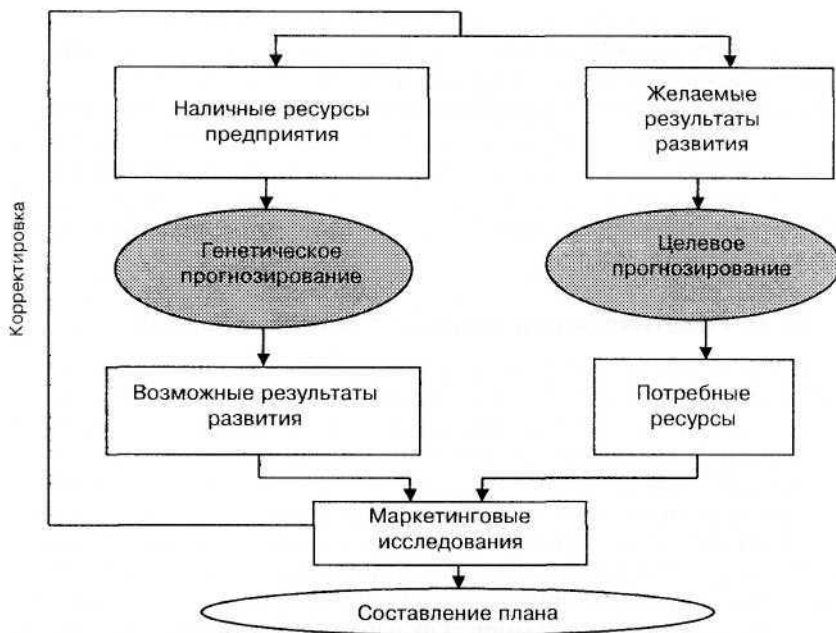 Наличные ресурсы
предприятия
Желаемые
результаты
развития
Корректировка
Генетическое
прогнозирование
Целевое
прогнозирование
Возможные результаты
развития
Потребные
ресурсы
Маркетинговые
исследования
Составление плана